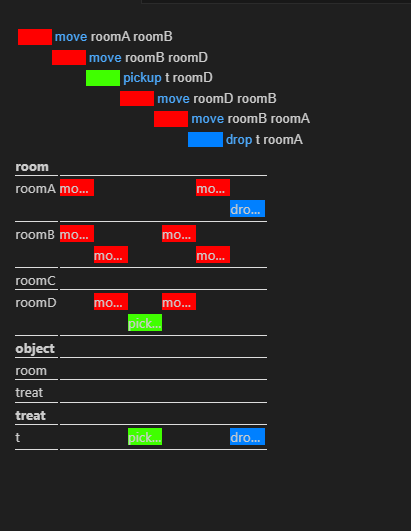 move roomA roomB
move roomB roomD
pickup t roomD
move roomD roomB
move roomB roomA
drop t roomA
room
roomA mo... mo...
dro...
roomB mo... mo...
mo... mo...
roomC
roomD mo... mo...
pick...
object
room
treat
treat
t pick... dro...